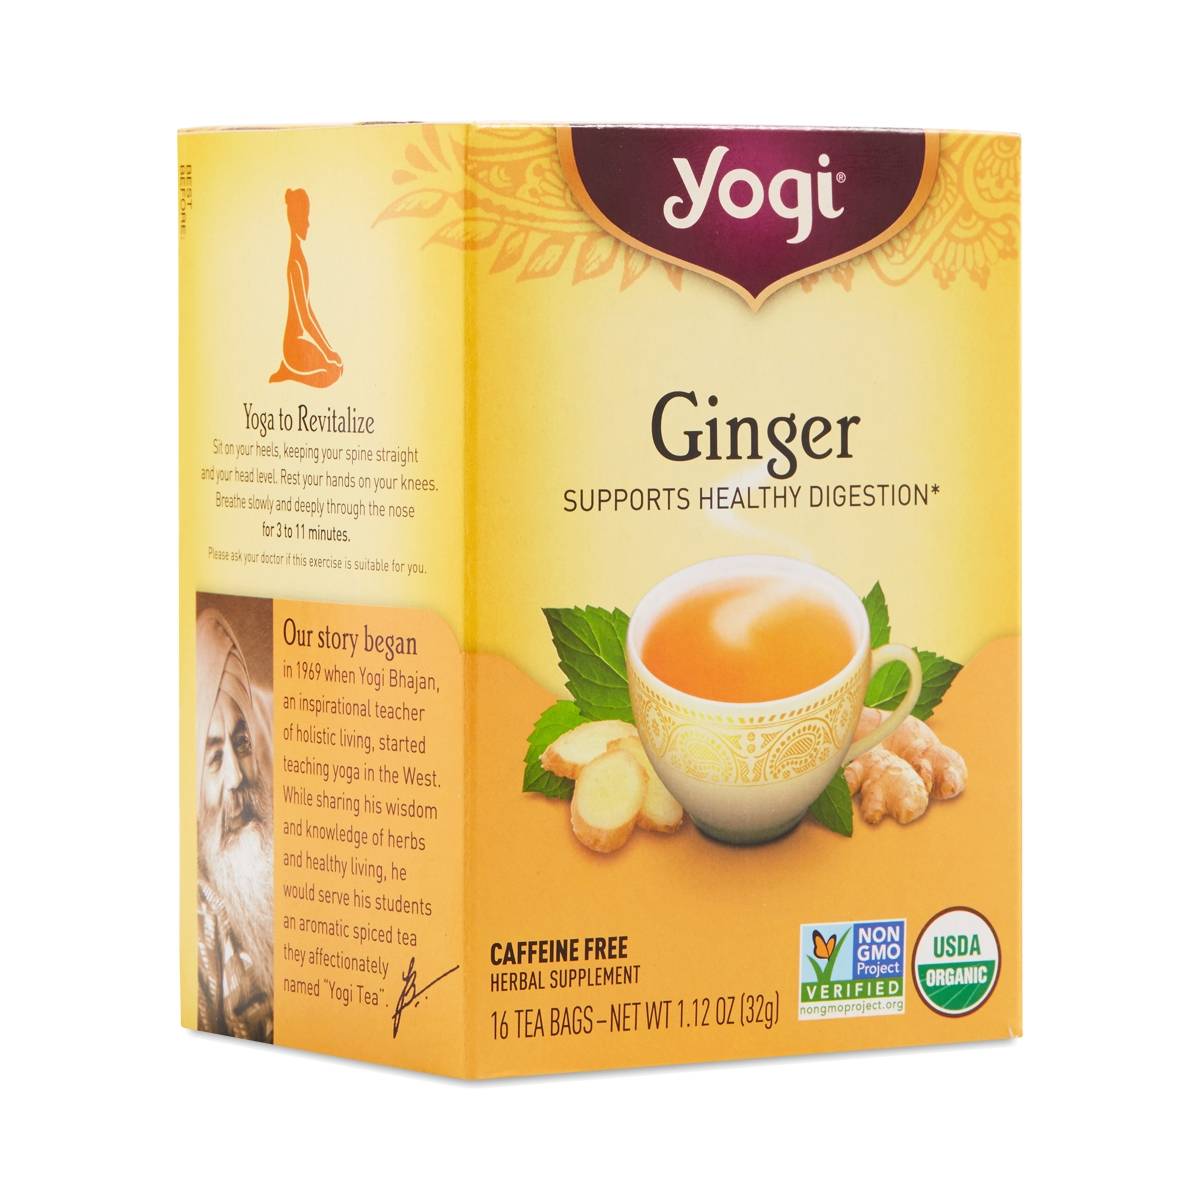 BEST
BEFORE:
Yoga to Revitalize
Sit on your heels, keeping your spine straight
and your head level. Rest your hands on your knees.
Breathe slowly and deeply through the nose
for 3 to 11 minutes.
Please ask your doctor if this exercise is suitable for you.
Our story began
in 1969 when Yogi Bhajan,
an inspirational teacher
of holistic living, started
teaching yoga in the West.
While sharing his wisdom
and knowledge of herbs
and healthy living, he
would serve his students
an aromatic spiced tea
they affectionately
named “Yogi Tea”.
yogi®
Ginger
SUPPORTS HEALTHY DIGESTION*
CAFFEINE FREE
HERBAL SUPPLEMENT
16 TEA BAGS–NET WT 1.12 OZ (32g)
NON
GMO
Project
VERIFIED
nongmoproject.org
USDA
ORGANIC